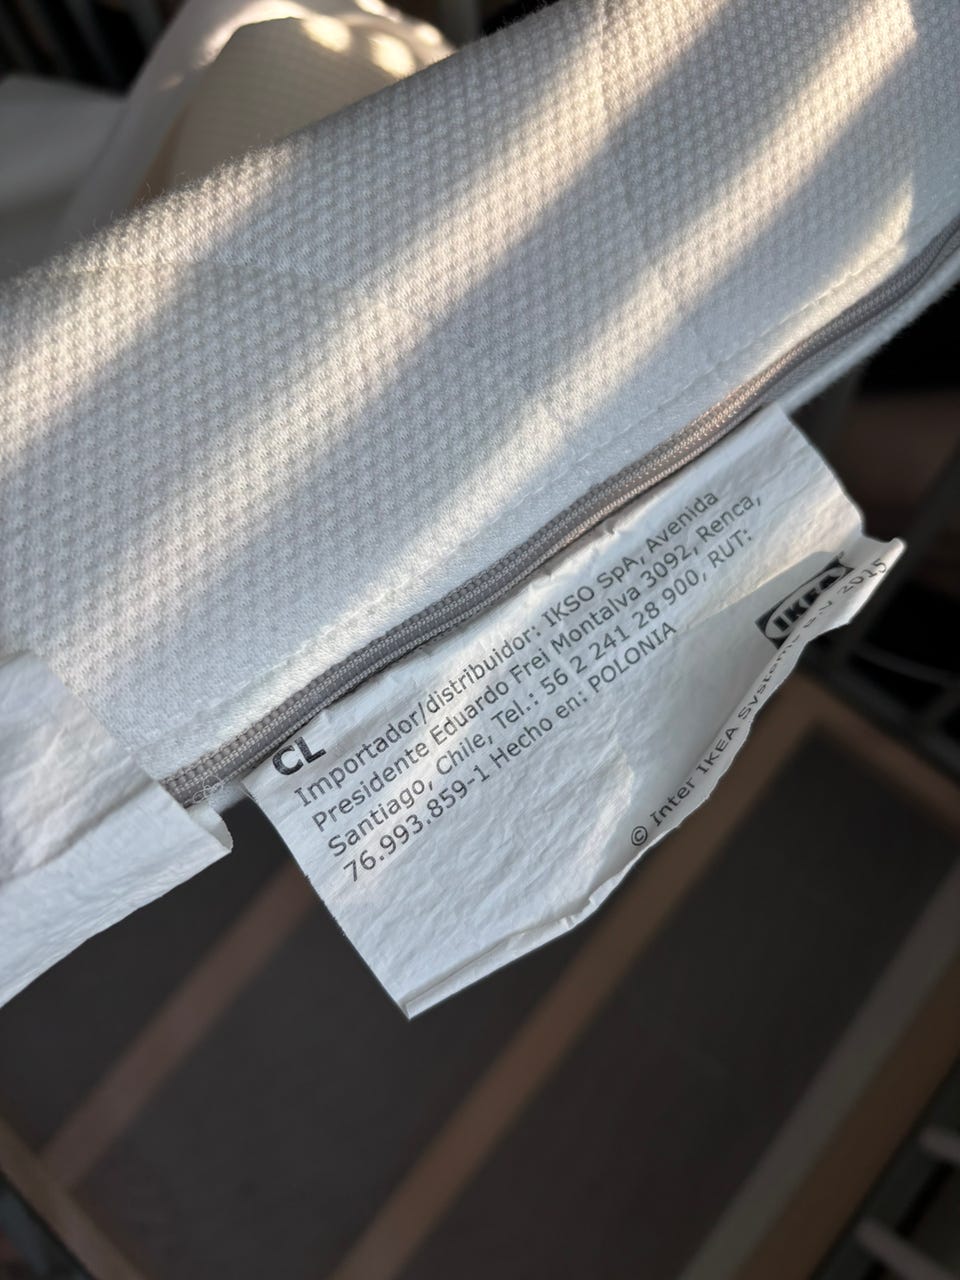 CL
Importador/distribuidor: IKSO SpA, Avenida
Presidente Eduardo Frei Montalva 3092, Renca,
Santiago, Chile, Tel.: 56 2 241 28 900, RUT:
76.993.859-1 Hecho en: POLONIA
IKEA®
© Inter IKEA Systems B.V. 2015